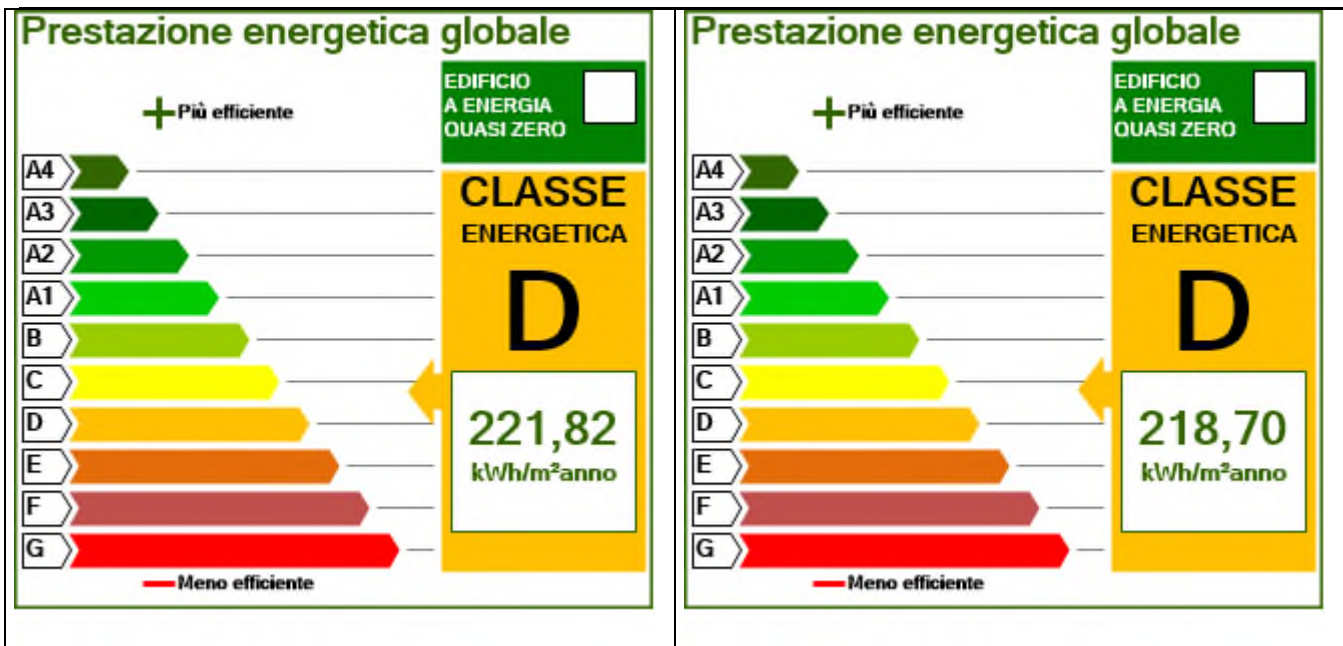 Prestazione energetica globale
EDIFICIO
A ENERGIA
QUASI ZERO
Più efficiente
A4
A3
A2
A1
B
C
D
E
F
G
CLASSE
ENERGETICA
D
221,82
kWh/m²anno
Meno efficiente
Prestazione energetica globale
EDIFICIO
A ENERGIA
QUASI ZERO
Più efficiente
A4
A3
A2
A1
B
C
D
E
F
G
CLASSE
ENERGETICA
D
218,70
kWh/m²anno
Meno efficiente